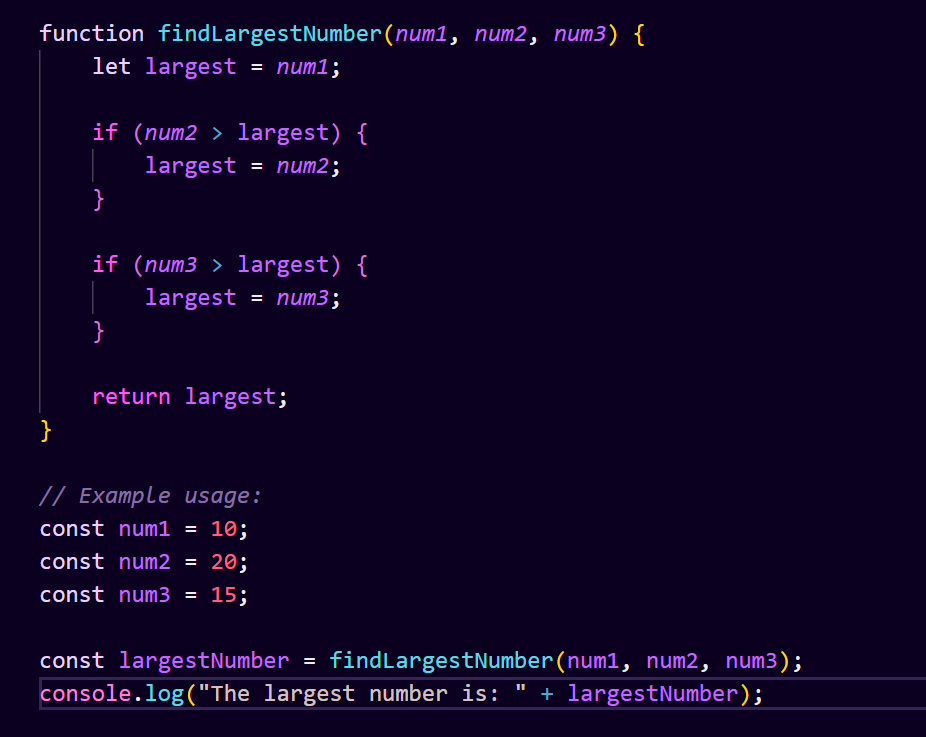 function findLargestNumber(num1, num2, num3) {
    let largest = num1;

    if (num2 > largest) {
        largest = num2;
    }

    if (num3 > largest) {
        largest = num3;
    }

    return largest;
}

// Example usage:
const num1 = 10;
const num2 = 20;
const num3 = 15;

const largestNumber = findLargestNumber(num1, num2, num3);
console.log("The largest number is: " + largestNumber);